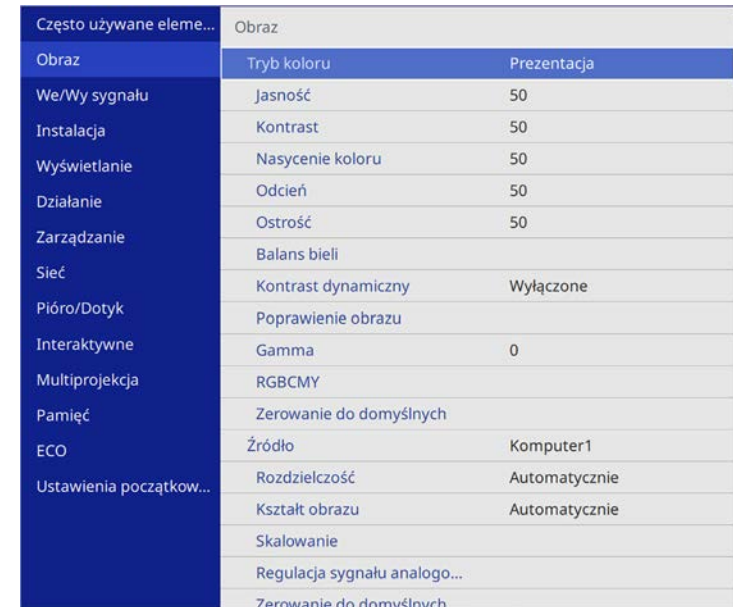 Często używane eleme...
Obraz
We/Wy sygnału
Instalacja
Wyświetlanie
Działanie
Zarządzanie
Sieć
Pióro/Dotyk
Interaktywne
Multiprojekcja
Pamięć
ECO
Ustawienia początkow...
Obraz
Tryb koloru Prezentacja
Jasność 50
Kontrast 50
Nasycenie koloru 50
Odcień 50
Ostrość 50
Balans bieli
Kontrast dynamiczny Wyłączone
Poprawienie obrazu
Gamma 0
RGBCMY
Zerowanie do domyślnych
Źródło Komputer1
Rozdzielczość Automatycznie
Kształt obrazu Automatycznie
Skalowanie
Regulacja sygnału analogo...
Zerowanie do domyślnych